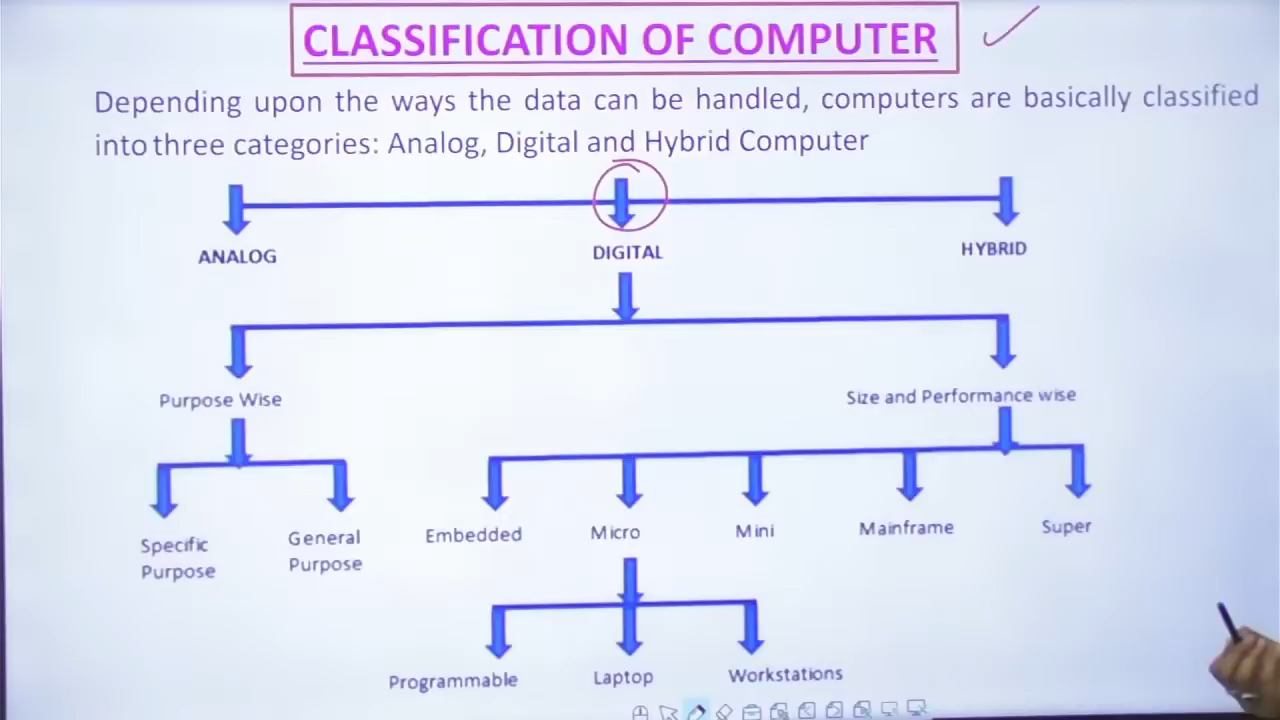 CLASSIFICATION OF COMPUTER
Depending upon the ways the data can be handled, computers are basically classified
into three categories: Analog, Digital and Hybrid Computer
ANALOG
DIGITAL
HYBRID
Purpose Wise
Size and Performance wise
Specific
Purpose
General
Purpose
Embedded
Micro
Mini
Mainframe
Super
Programmable
Laptop
Workstations